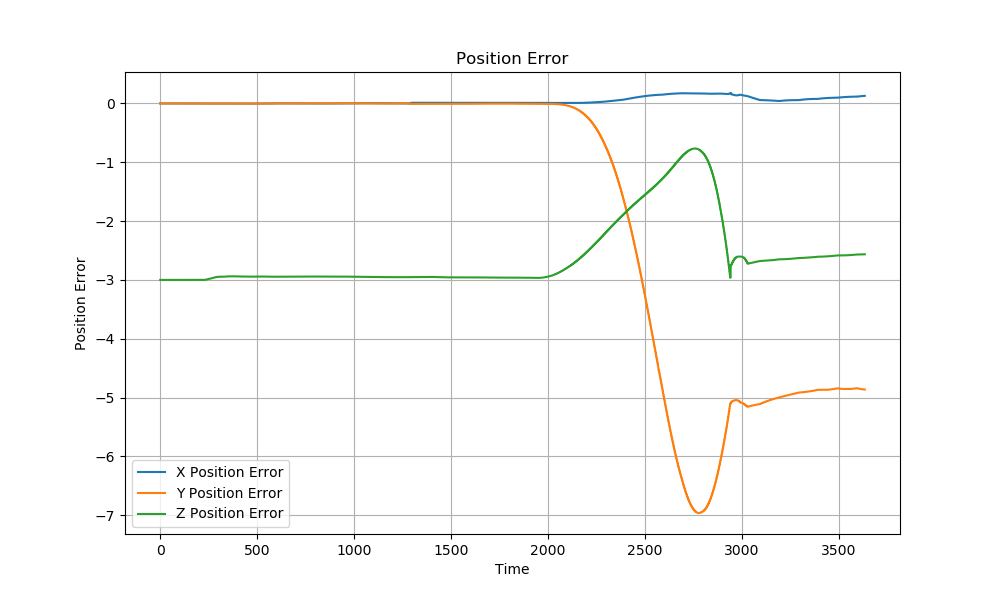 Position Error
Position Error
0
−1
−2
−3
−4
−5
−6
−7
X Position Error
Y Position Error
Z Position Error
0 500 1000 1500 2000 2500 3000 3500
Time